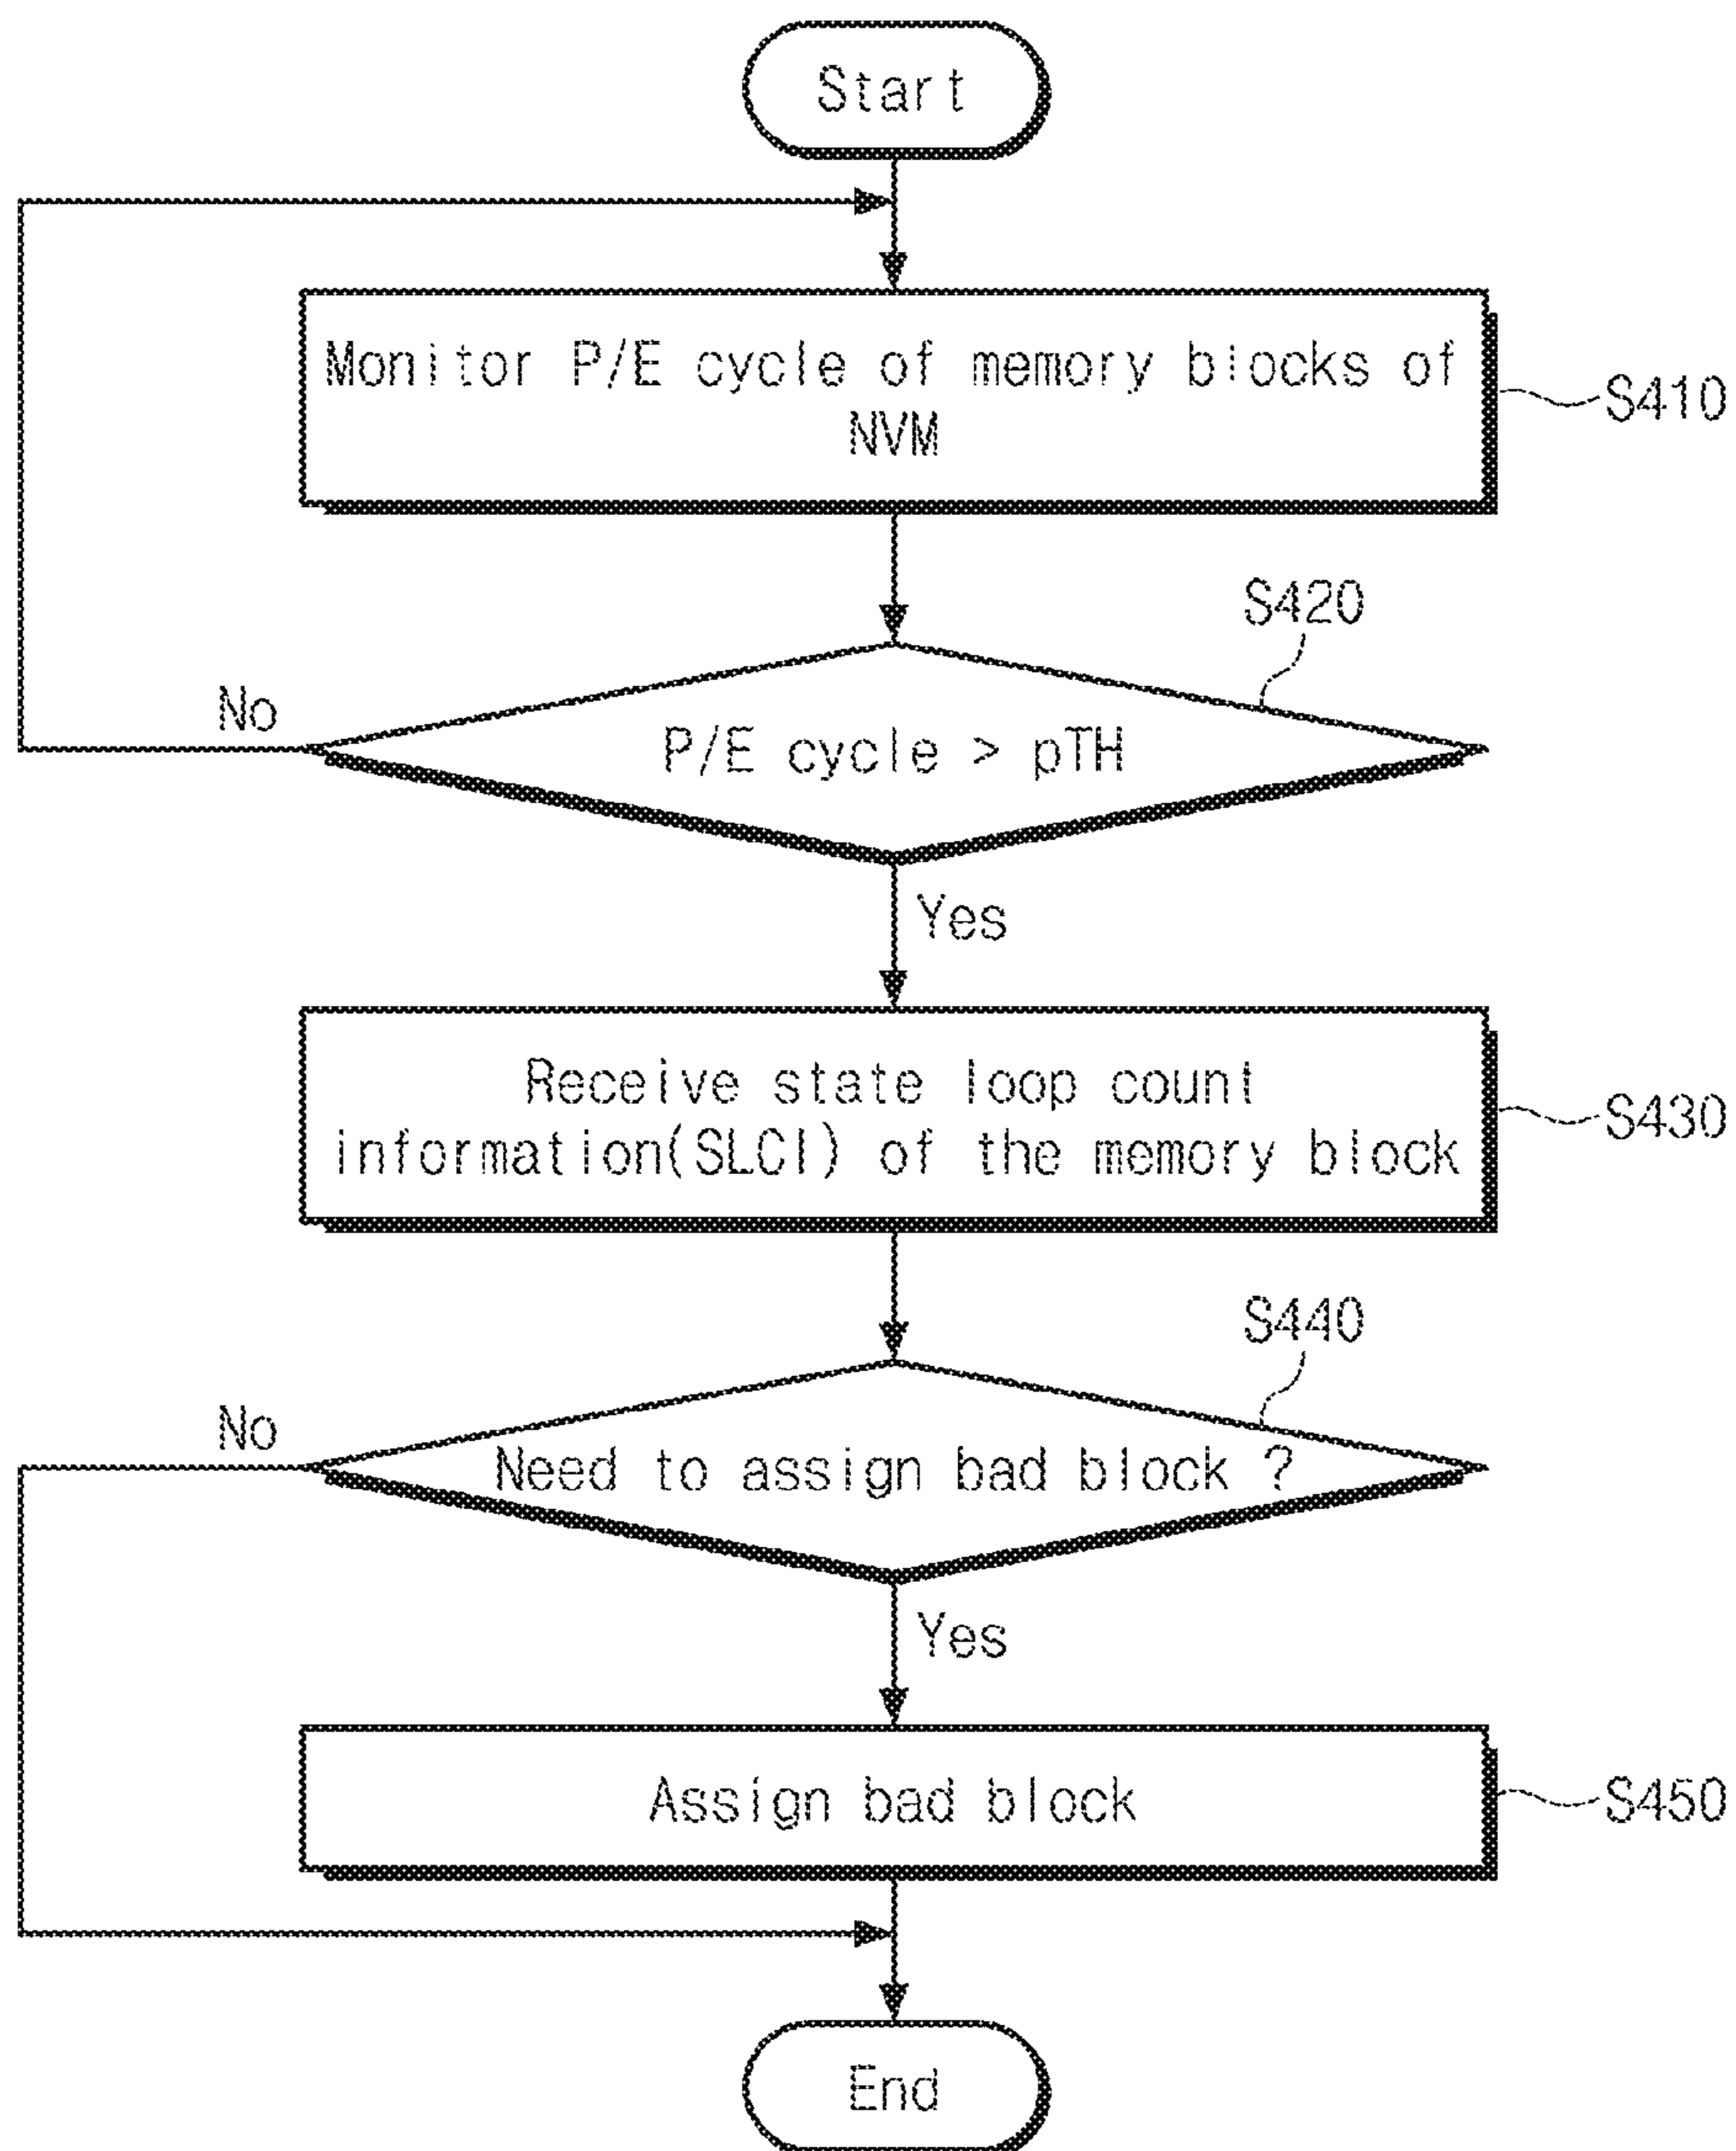 Start
Monitor P/E cycle of memory blocks of
NVM
S410
S420
No
P/E cycle > pTH
Yes
Receive state loop count
information(SLCI) of the memory block
S430
S440
No
Need to assign bad block ?
Yes
Assign bad block
S450
End